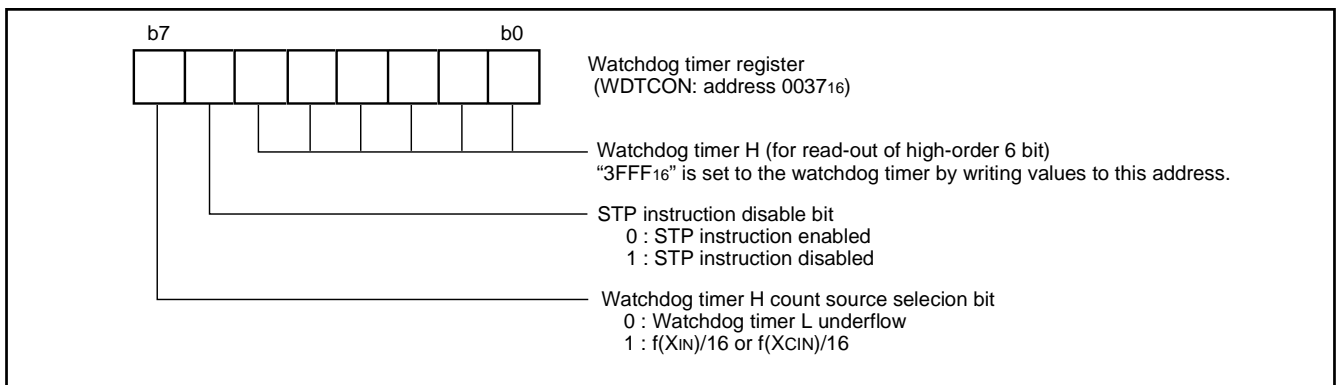 b7 b0
Watchdog timer register
(WDTCON: address 003716)
Watchdog timer H (for read-out of high-order 6 bit)
“3FFF16” is set to the watchdog timer by writing values to this address.
STP instruction disable bit
0 : STP instruction enabled
1 : STP instruction disabled
Watchdog timer H count source selecion bit
0 : Watchdog timer L underflow
1 : f(XIN)/16 or f(XCIN)/16